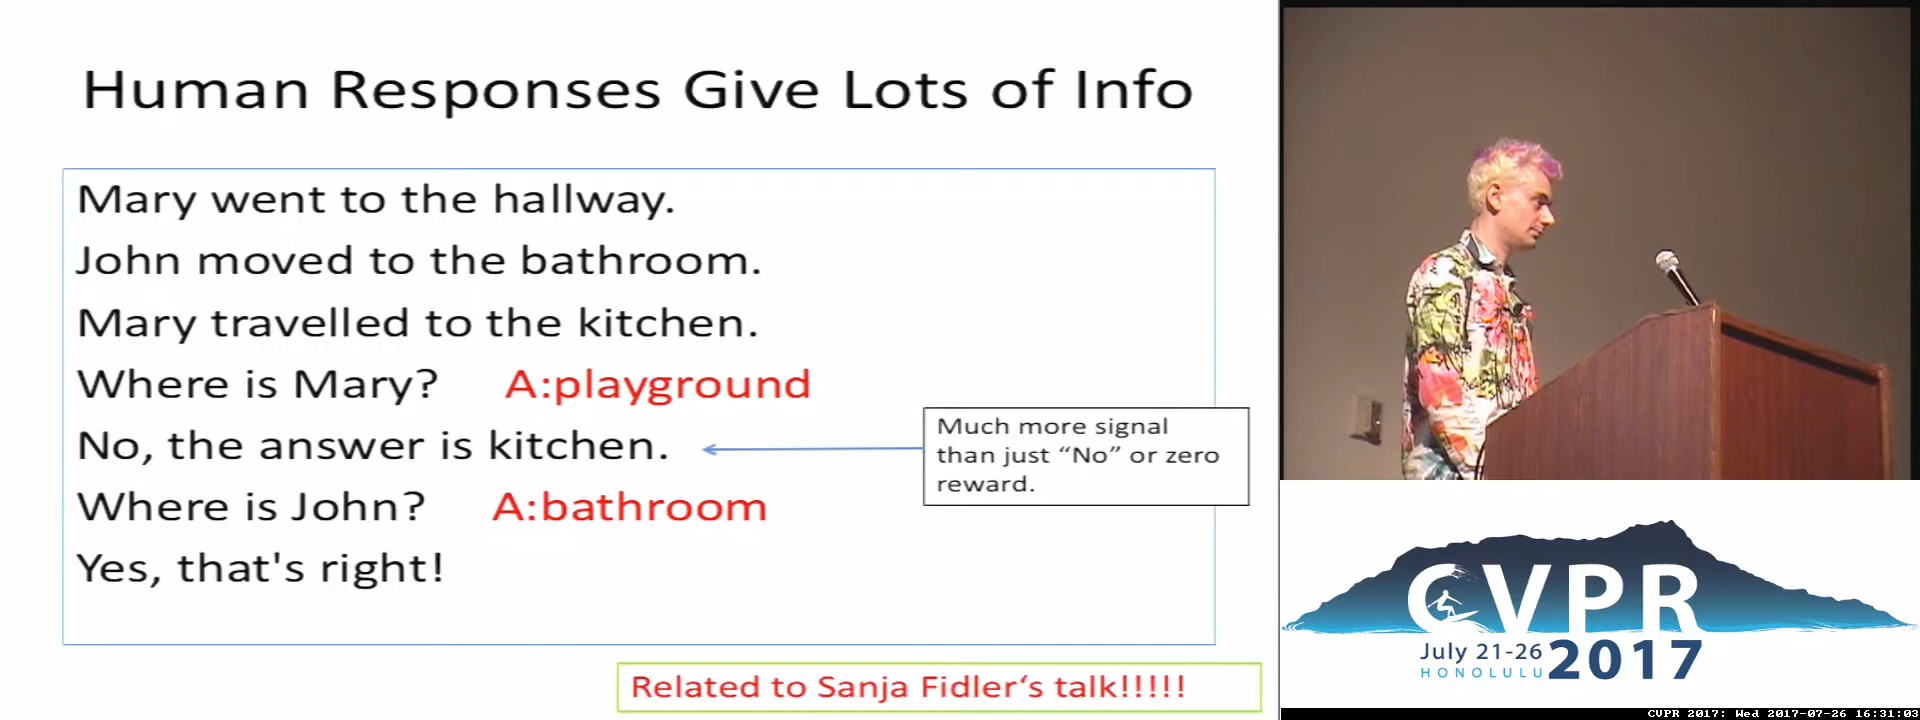 Human Responses Give Lots of Info
Mary went to the hallway.
John moved to the bathroom.
Mary travelled to the kitchen.
Where is Mary? A:playground
No, the answer is kitchen.
Much more signal
than just “No” or zero
reward.
Where is John? A:bathroom
Yes, that's right!
Related to Sanja Fidler‘s talk!!!!!
CVPR
July 21-26
HONOLULU
2017
CVPR 2017: Wed 2017-07-26 16:31:03